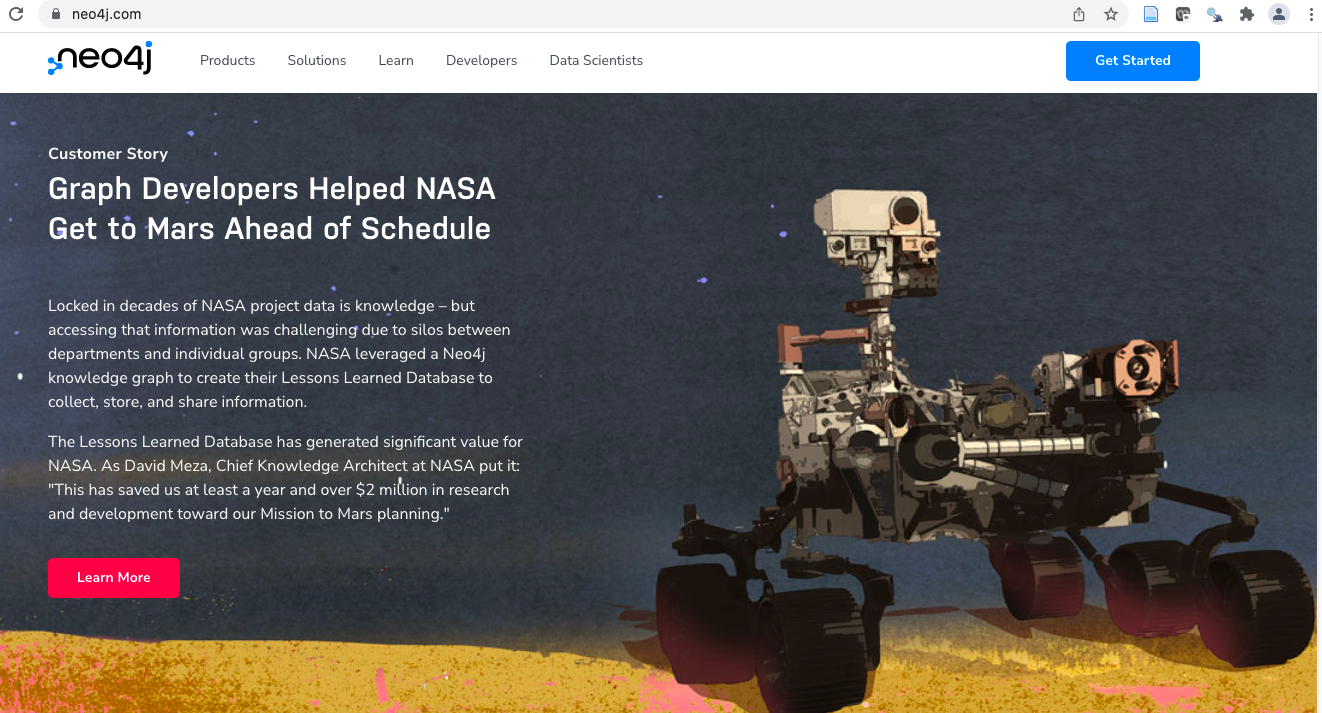 neo4j.com
neo4j
Products Solutions Learn Developers Data Scientists
Get Started
Customer Story
Graph Developers Helped NASA
Get to Mars Ahead of Schedule
Locked in decades of NASA project data is knowledge – but
accessing that information was challenging due to silos between
departments and individual groups. NASA leveraged a Neo4j
knowledge graph to create their Lessons Learned Database to
collect, store, and share information.
The Lessons Learned Database has generated significant value for
NASA. As David Meza, Chief Knowledge Architect at NASA put it:
"This has saved us at least a year and over $2 million in research
and development toward our Mission to Mars planning."
Learn More